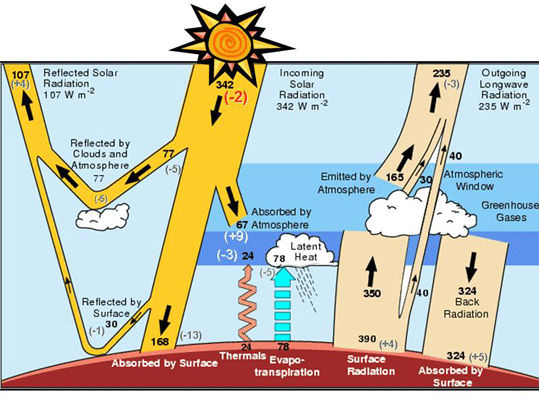 107
(+4)
Reflected Solar
Radiation
107 W m-2
342
(-2)
Incoming
Solar
Radiation
342 W m-2
235
(-3)
Outgoing
Longwave
Radiation
235 W m-2
Reflected by
Clouds and
Atmosphere
77
(-5)
77
(-5)
Emitted by
Atmosphere
165
30
40
Atmospheric
Window
Greenhouse
Gases
Absorbed by
Atmosphere
67
(+9)
(-3)
24
Latent
Heat
78
(-5)
350
40
324
Back
Radiation
Reflected by
Surface
30
(-1)
168
(-13)
24
78
390
(+4)
324
(+5)
Absorbed by Surface
Thermals
Evapo-
transpiration
Surface
Radiation
Absorbed by
Surface